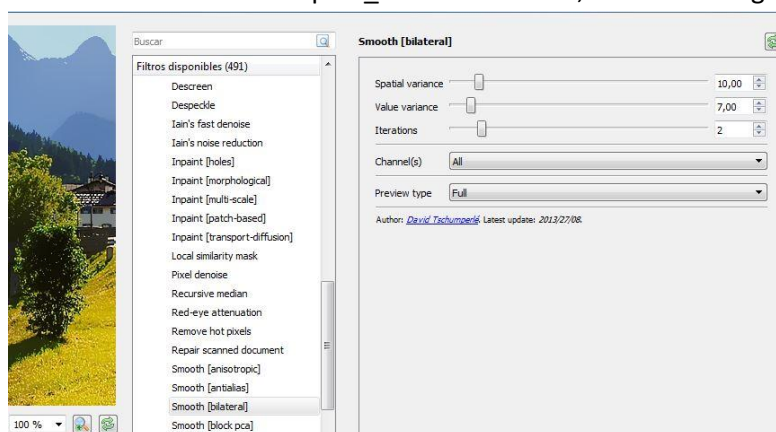 Buscar
Filtros disponibles (491)
Descreen
Despeckle
Iain's fast denoise
Iain's noise reduction
Inpaint [holes]
Inpaint [morphological]
Inpaint [multi-scale]
Inpaint [patch-based]
Inpaint [transport-diffusion]
Local similarity mask
Pixel denoise
Recursive median
Red-eye attenuation
Remove hot pixels
Repair scanned document
Smooth [anisotropic]
Smooth [antialias]
Smooth [bilateral]
Smooth [block pca]
100 %
Smooth [bilateral]
Spatial variance 10,00
Value variance 7,00
Iterations 2
Channel(s) All
Preview type Full
Author: David Tschumperlé. Latest update: 2013/27/08.